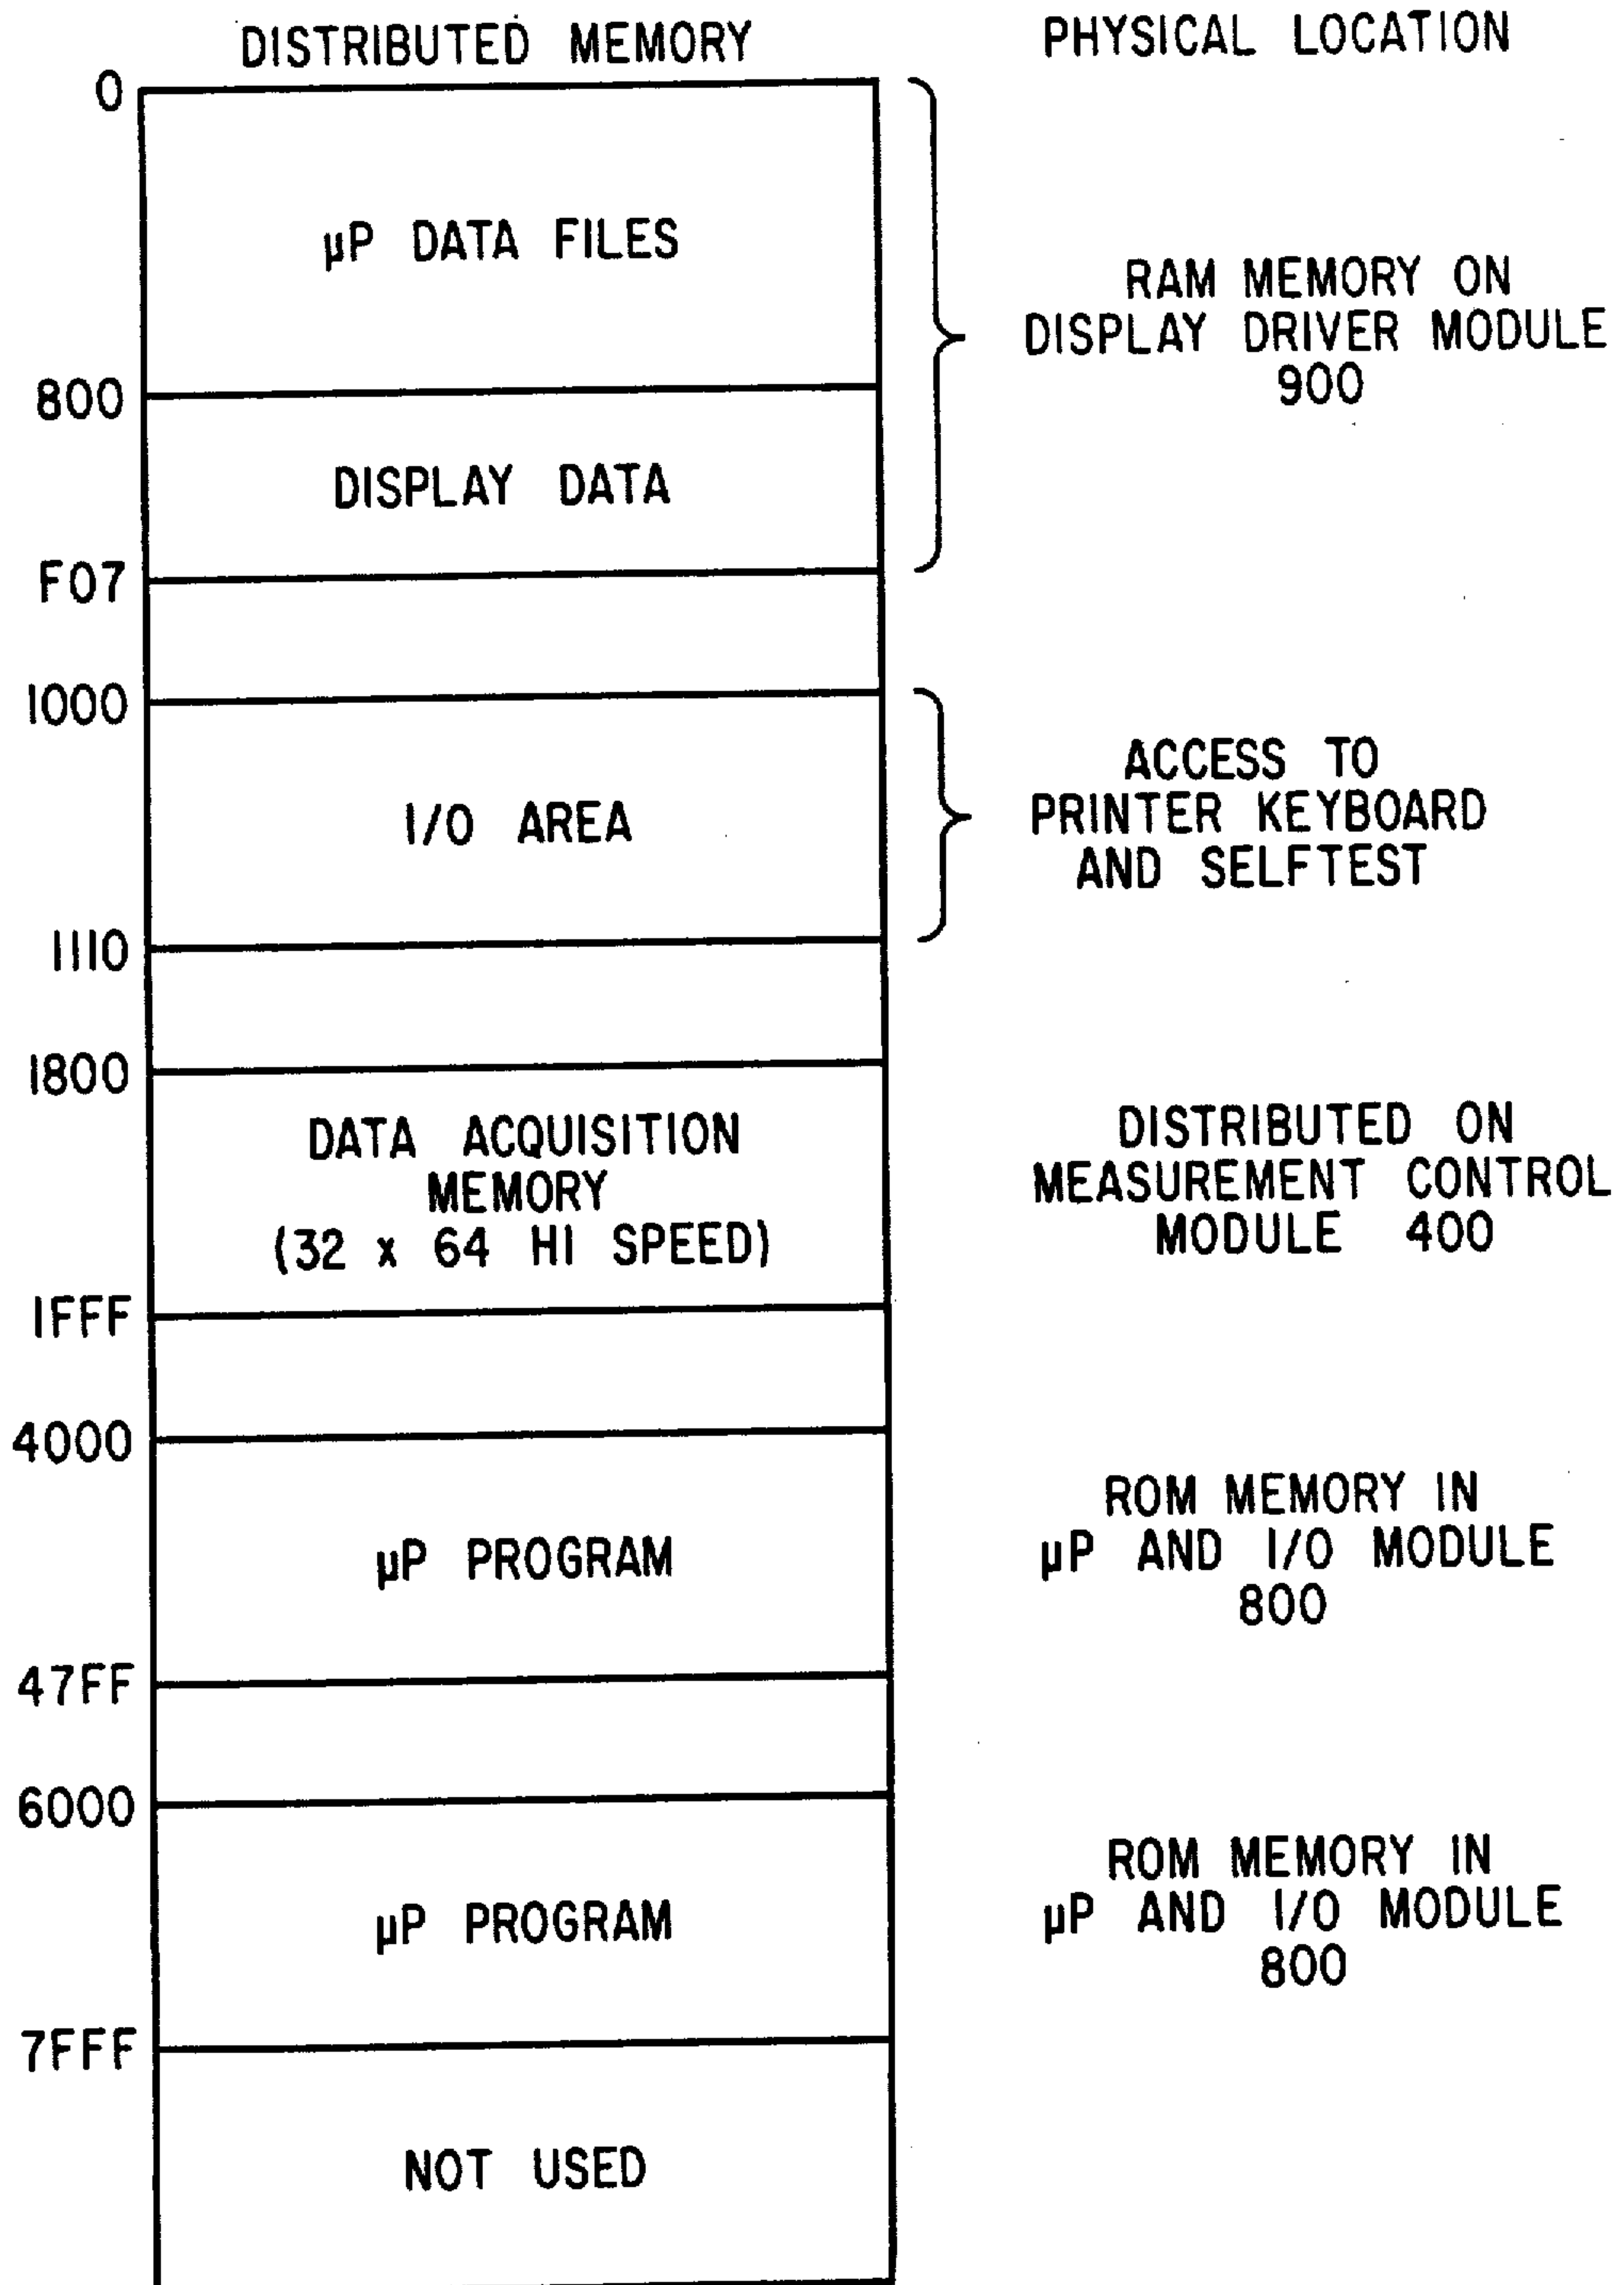 DISTRIBUTED MEMORY
PHYSICAL LOCATION
0
µP DATA FILES
RAM MEMORY ON
DISPLAY DRIVER MODULE
900
800
DISPLAY DATA
F07
1000
I/O AREA
ACCESS TO
PRINTER KEYBOARD
AND SELFTEST
1110
1800
DATA ACQUISITION
MEMORY
(32 x 64 HI SPEED)
DISTRIBUTED ON
MEASUREMENT CONTROL
MODULE 400
1FFF
4000
µP PROGRAM
ROM MEMORY IN
µP AND I/O MODULE
800
47FF
6000
µP PROGRAM
ROM MEMORY IN
µP AND I/O MODULE
800
7FFF
NOT USED